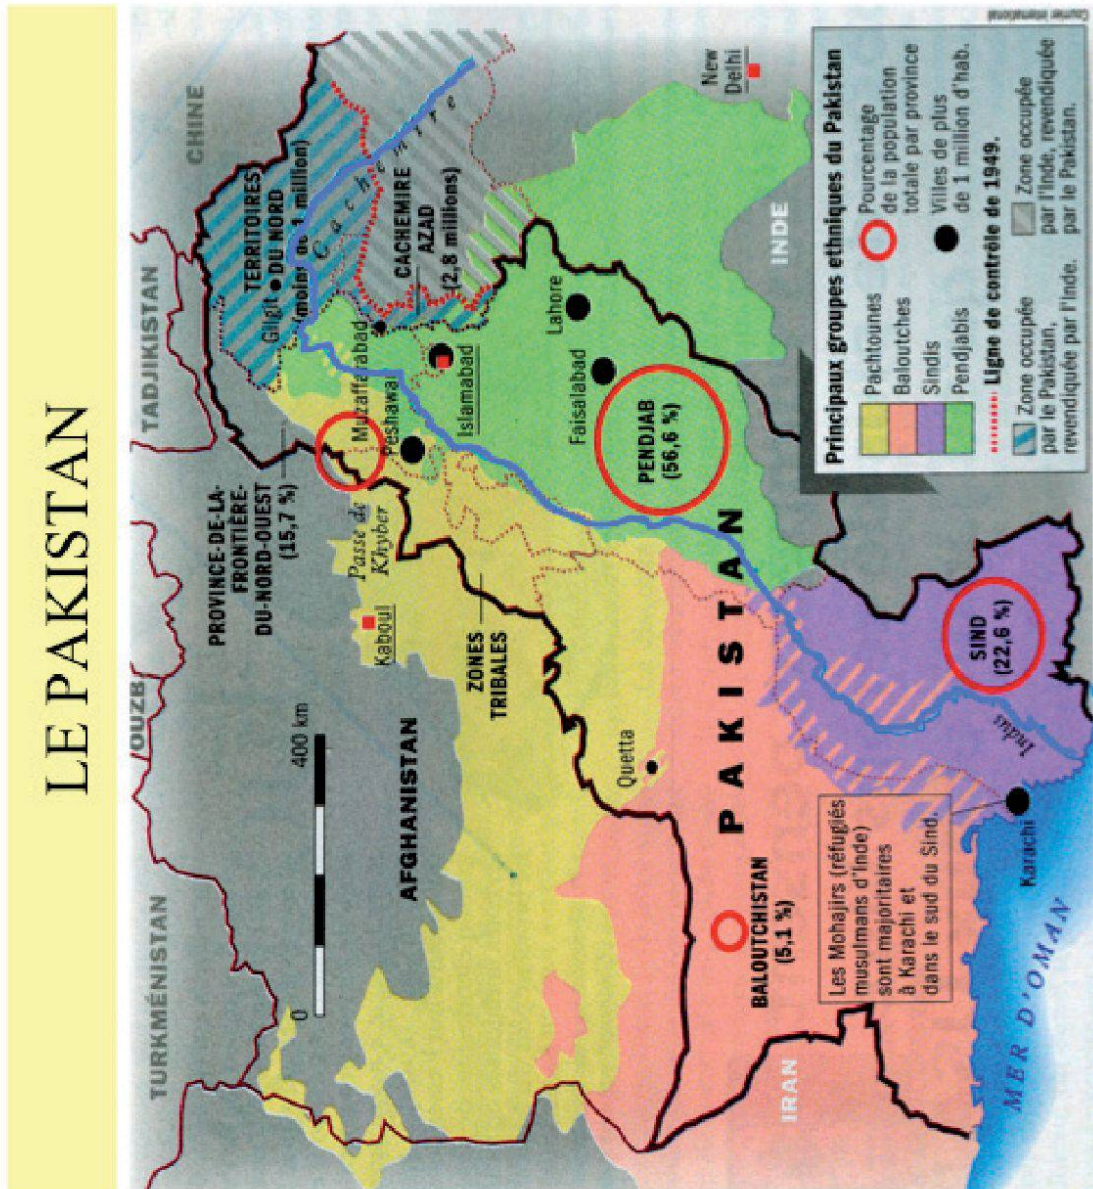 LE PAKISTAN
TURKMÉNISTAN
OUZB
TADJIKISTAN
CHINE
PROVINCE-DE-LA-
FRONTIÈRE-
DU-NORD-OUEST
(15,7 %)
TERRITOIRES
DU NORD
(moins de 1 million)
Gilgit
Cachemire
CACHEMIRE
AZAD
(2,8 millions)
Muzaffarabad
Peshawar
Islamabad
Passe de
Khyber
Kaboul
0
400 km
AFGHANISTAN
ZONES
TRIBALES
Lahore
Faisalabad
PENDJAB
(56,6 %)
New
Delhi
INDE
Quetta
PAKISTAN
BALOUTCHISTAN
(5,1 %)
IRAN
SIND
(22,6 %)
Indus
Karachi
Les Mohajirs (réfugiés
musulmans d'Inde)
sont majoritaires
à Karachi et
dans le sud du Sind.
MER D'OMAN
Principaux groupes ethniques du Pakistan
Pachtounes
Baloutches
Sindis
Pendjabis
Pourcentage
de la population
totale par province
Villes de plus
de 1 million d'hab.
Ligne de contrôle de 1949.
Zone occupée
par le Pakistan,
revendiquée par l'Inde.
Zone occupée
par l'Inde, revendiquée
par le Pakistan.
Courrier international